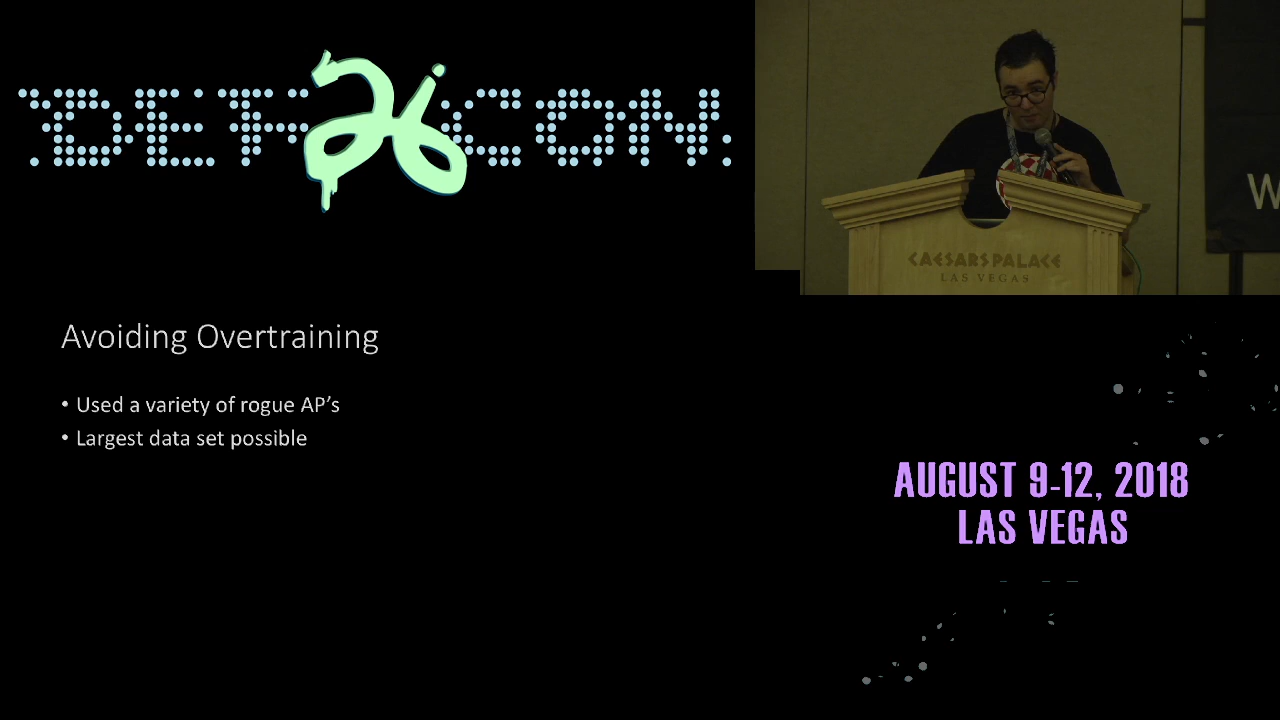 DEF CON
26
CAESARS PALACE
LAS VEGAS
W
Avoiding Overtraining
• Used a variety of rogue AP’s
• Largest data set possible
AUGUST 9-12, 2018
LAS VEGAS